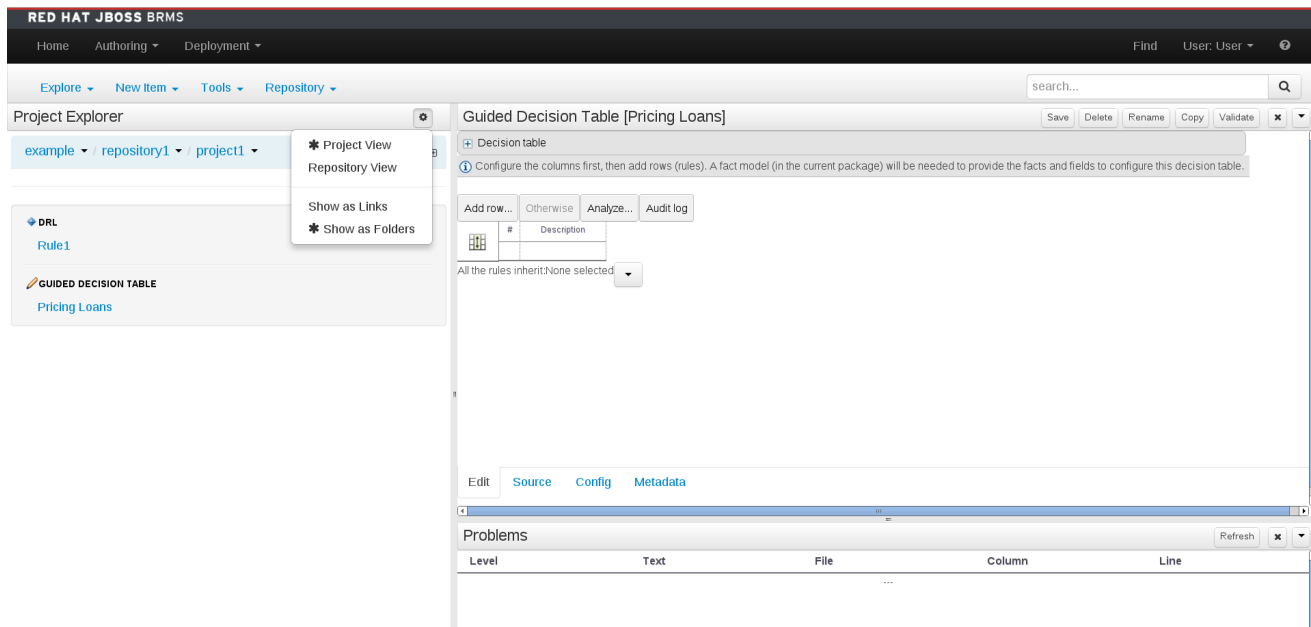 RED HAT JBOSS BRMS
Home Authoring Deployment Find User: User
Explore New Item Tools Repository search...
Project Explorer
example / repository1 / project1
Project View
Repository View
Show as Links
Show as Folders
DRL
Rule1
GUIDED DECISION TABLE
Pricing Loans
Guided Decision Table [Pricing Loans] Save Delete Rename Copy Validate
Decision table
Configure the columns first, then add rows (rules). A fact model (in the current package) will be needed to provide the facts and fields to configure this decision table.
Add row... Otherwise Analyze... Audit log
# Description
All the rules inherit:None selected
Edit Source Config Metadata
Problems Refresh
Level Text File Column Line
...